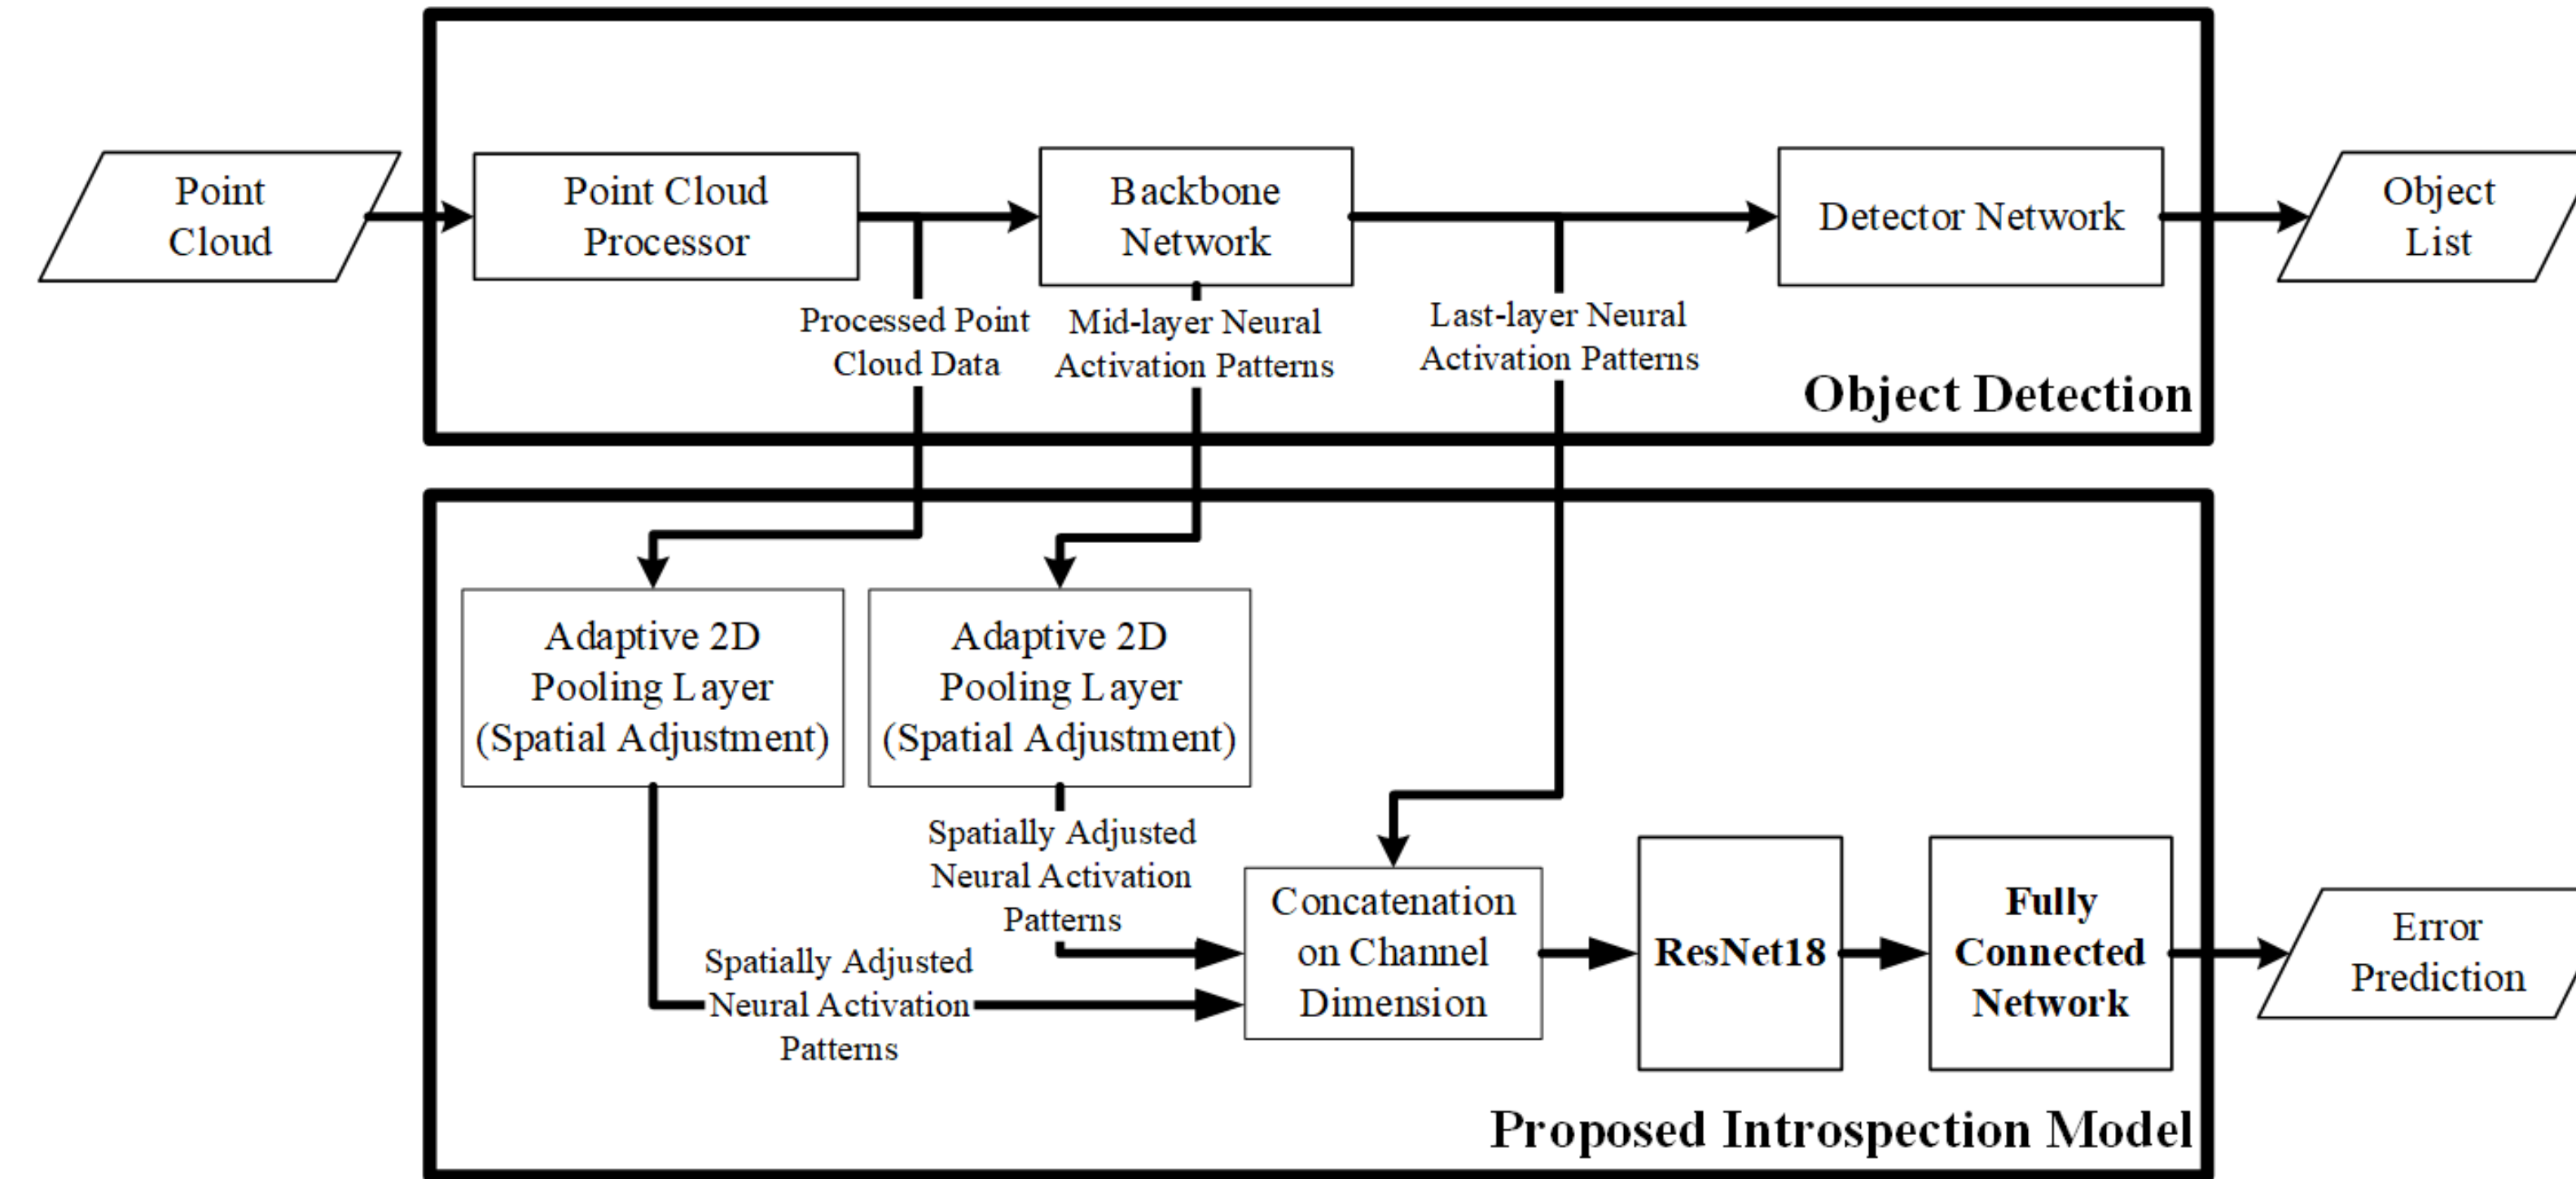 Point
Cloud
Point Cloud
Processor
Backbone
Network
Detector Network
Object
List
Processed Point
Cloud Data
Mid-layer Neural
Activation Patterns
Last-layer Neural
Activation Patterns
Object Detection
Adaptive 2D
Pooling Layer
(Spatial Adjustment)
Adaptive 2D
Pooling Layer
(Spatial Adjustment)
Spatially Adjusted
Neural Activation
Patterns
Spatially Adjusted
Neural Activation
Patterns
Concatenation
on Channel
Dimension
ResNet18
Fully
Connected
Network
Error
Prediction
Proposed Introspection Model